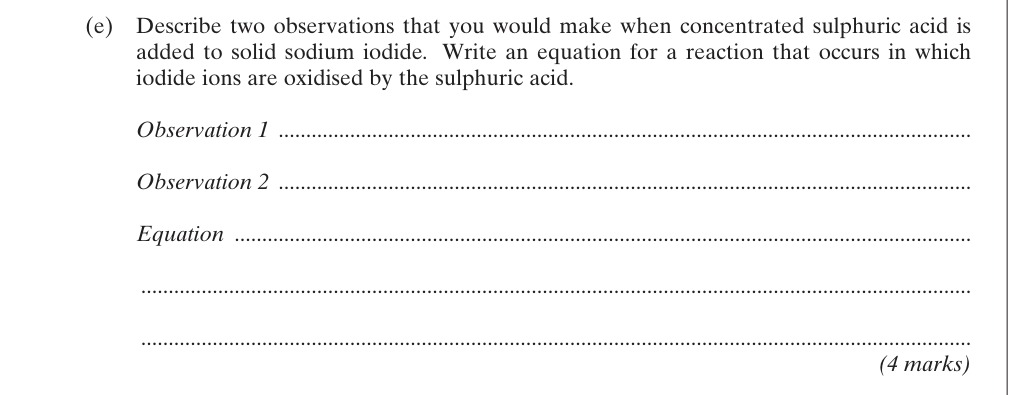 (e) Describe two observations that you would make when concentrated sulphuric acid is
added to solid sodium iodide. Write an equation for a reaction that occurs in which
iodide ions are oxidised by the sulphuric acid.
Observation 1 ................................................................
Observation 2 ................................................................
Equation ................................................................
................................................................
................................................................
(4 marks)